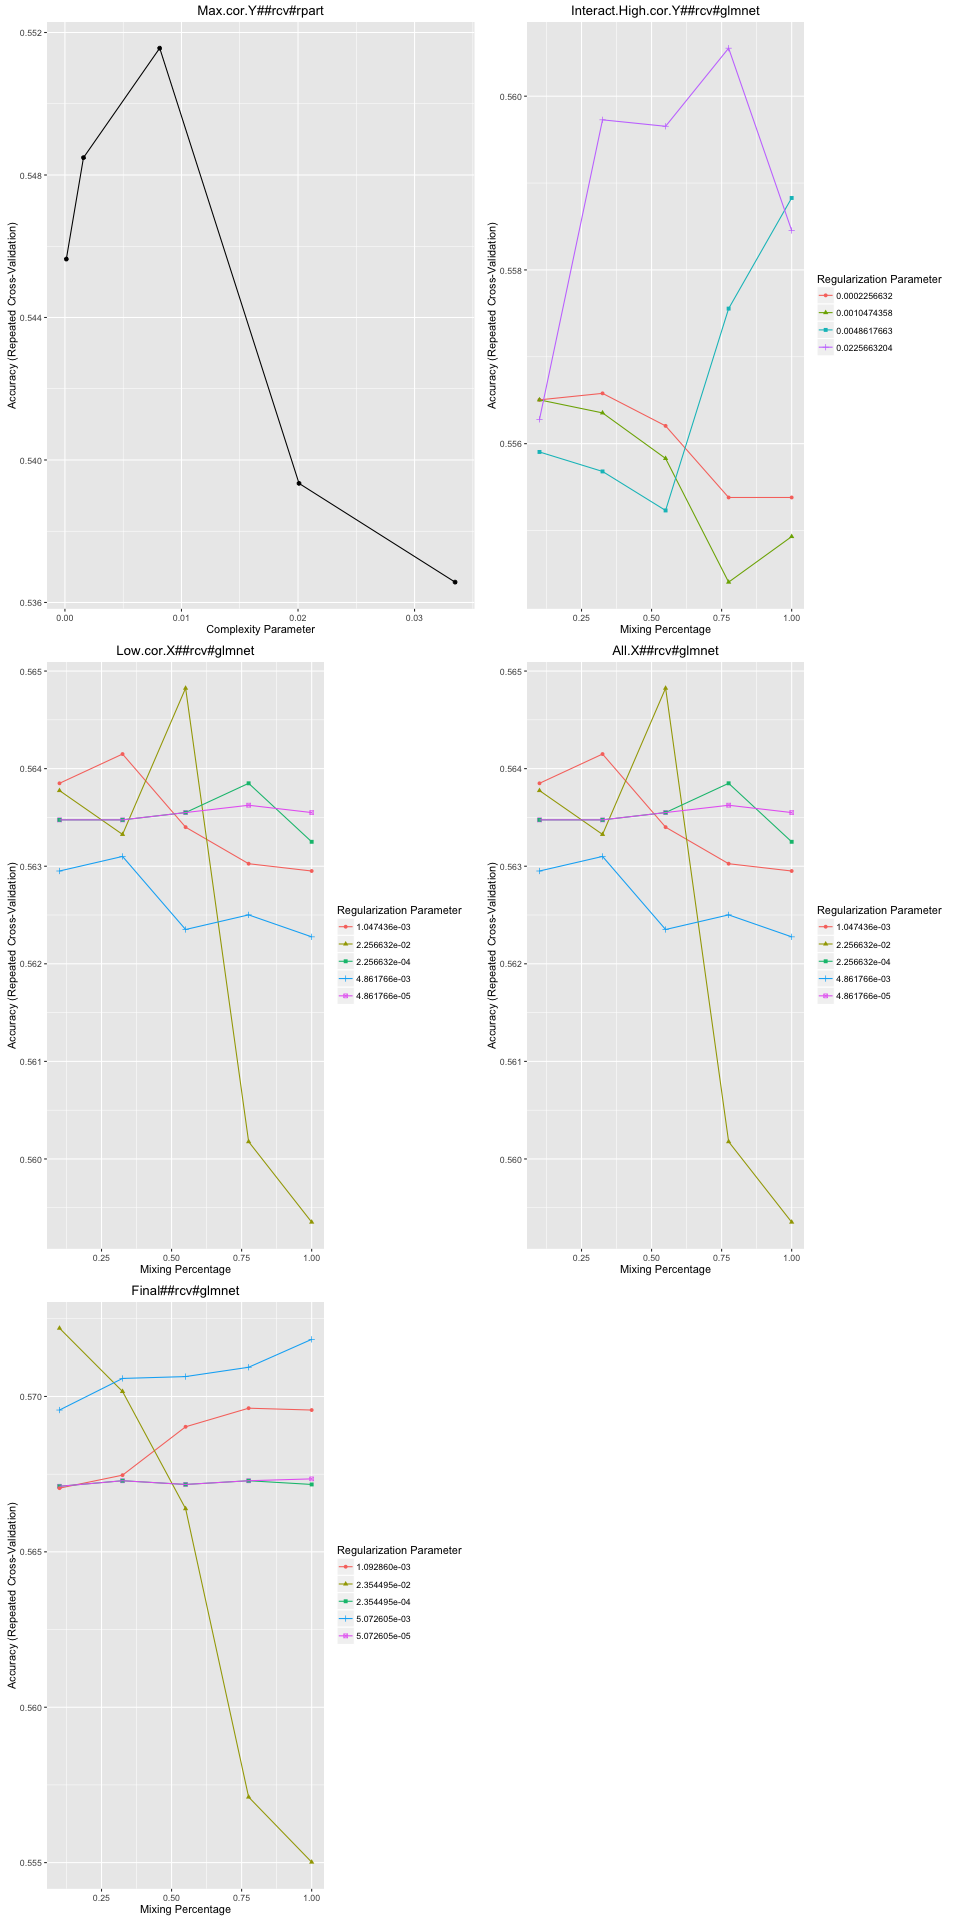 Max.cor.Y##rcv#rpart
Accuracy (Repeated Cross-Validation)
0.552
0.548
0.544
0.540
0.536
0.00 0.01 0.02 0.03
Complexity Parameter
Interact.High.cor.Y##rcv#glmnet
Accuracy (Repeated Cross-Validation)
0.560
0.558
0.556
0.25 0.50 0.75 1.00
Mixing Percentage
Regularization Parameter
0.0002256632
0.0010474358
0.0048617663
0.0225663204
Low.cor.X##rcv#glmnet
Accuracy (Repeated Cross-Validation)
0.565
0.564
0.563
0.562
0.561
0.560
0.25 0.50 0.75 1.00
Mixing Percentage
Regularization Parameter
1.047436e-03
2.256632e-02
2.256632e-04
4.861766e-03
4.861766e-05
All.X##rcv#glmnet
Accuracy (Repeated Cross-Validation)
0.565
0.564
0.563
0.562
0.561
0.560
0.25 0.50 0.75 1.00
Mixing Percentage
Regularization Parameter
1.047436e-03
2.256632e-02
2.256632e-04
4.861766e-03
4.861766e-05
Final##rcv#glmnet
Accuracy (Repeated Cross-Validation)
0.570
0.565
0.560
0.555
0.25 0.50 0.75 1.00
Mixing Percentage
Regularization Parameter
1.092860e-03
2.354495e-02
2.354495e-04
5.072605e-03
5.072605e-05